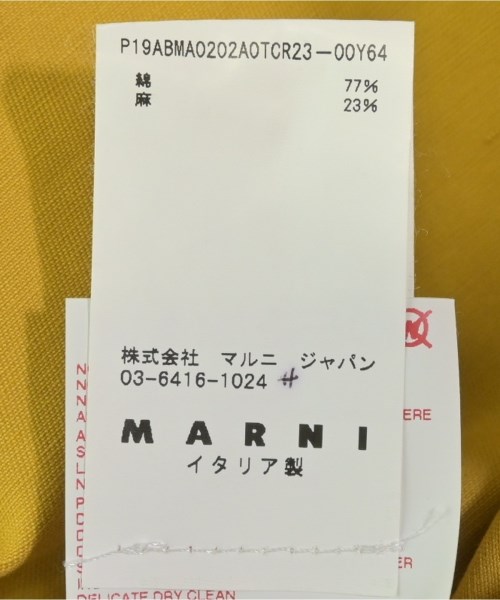 P19ABMA0202A0TCR23-00Y64
綿 77%
麻 23%
株式会社 マルニ ジャパン
03-6416-1024
MARNI
イタリア製
DELICATE DRY CLEAN